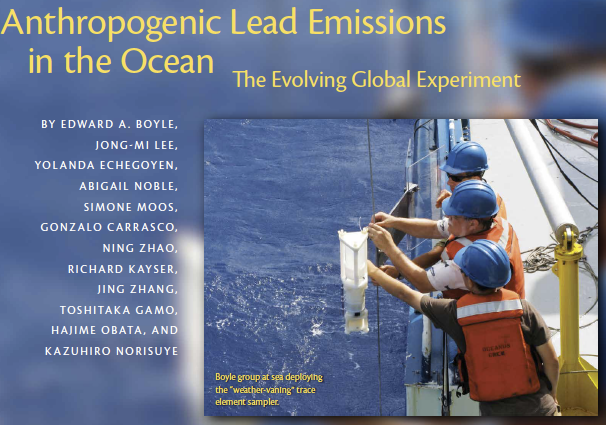 Anthropogenic Lead Emissions
in the Ocean
The Evolving Global Experiment
BY EDWARD A. BOYLE,
JONG-MI LEE,
YOLANDA ECHEGOYEN,
ABIGAIL NOBLE,
SIMONE MOOS,
GONZALO CARRASCO,
NING ZHAO,
RICHARD KAYSER,
JING ZHANG,
TOSHITAKA GAMO,
HAJIME OBATA, AND
KAZUHIRO NORISUYE
Boyle group at sea deploying
the "weather-vaning" trace
element sampler.